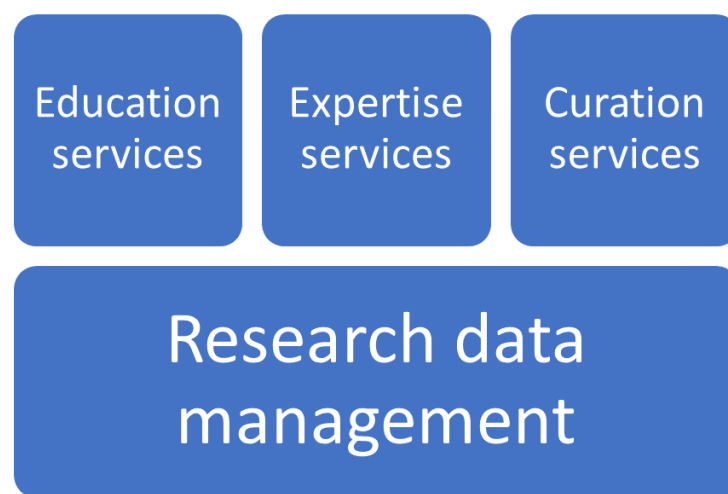 Education
services
Expertise
services
Curation
services
Research data
management